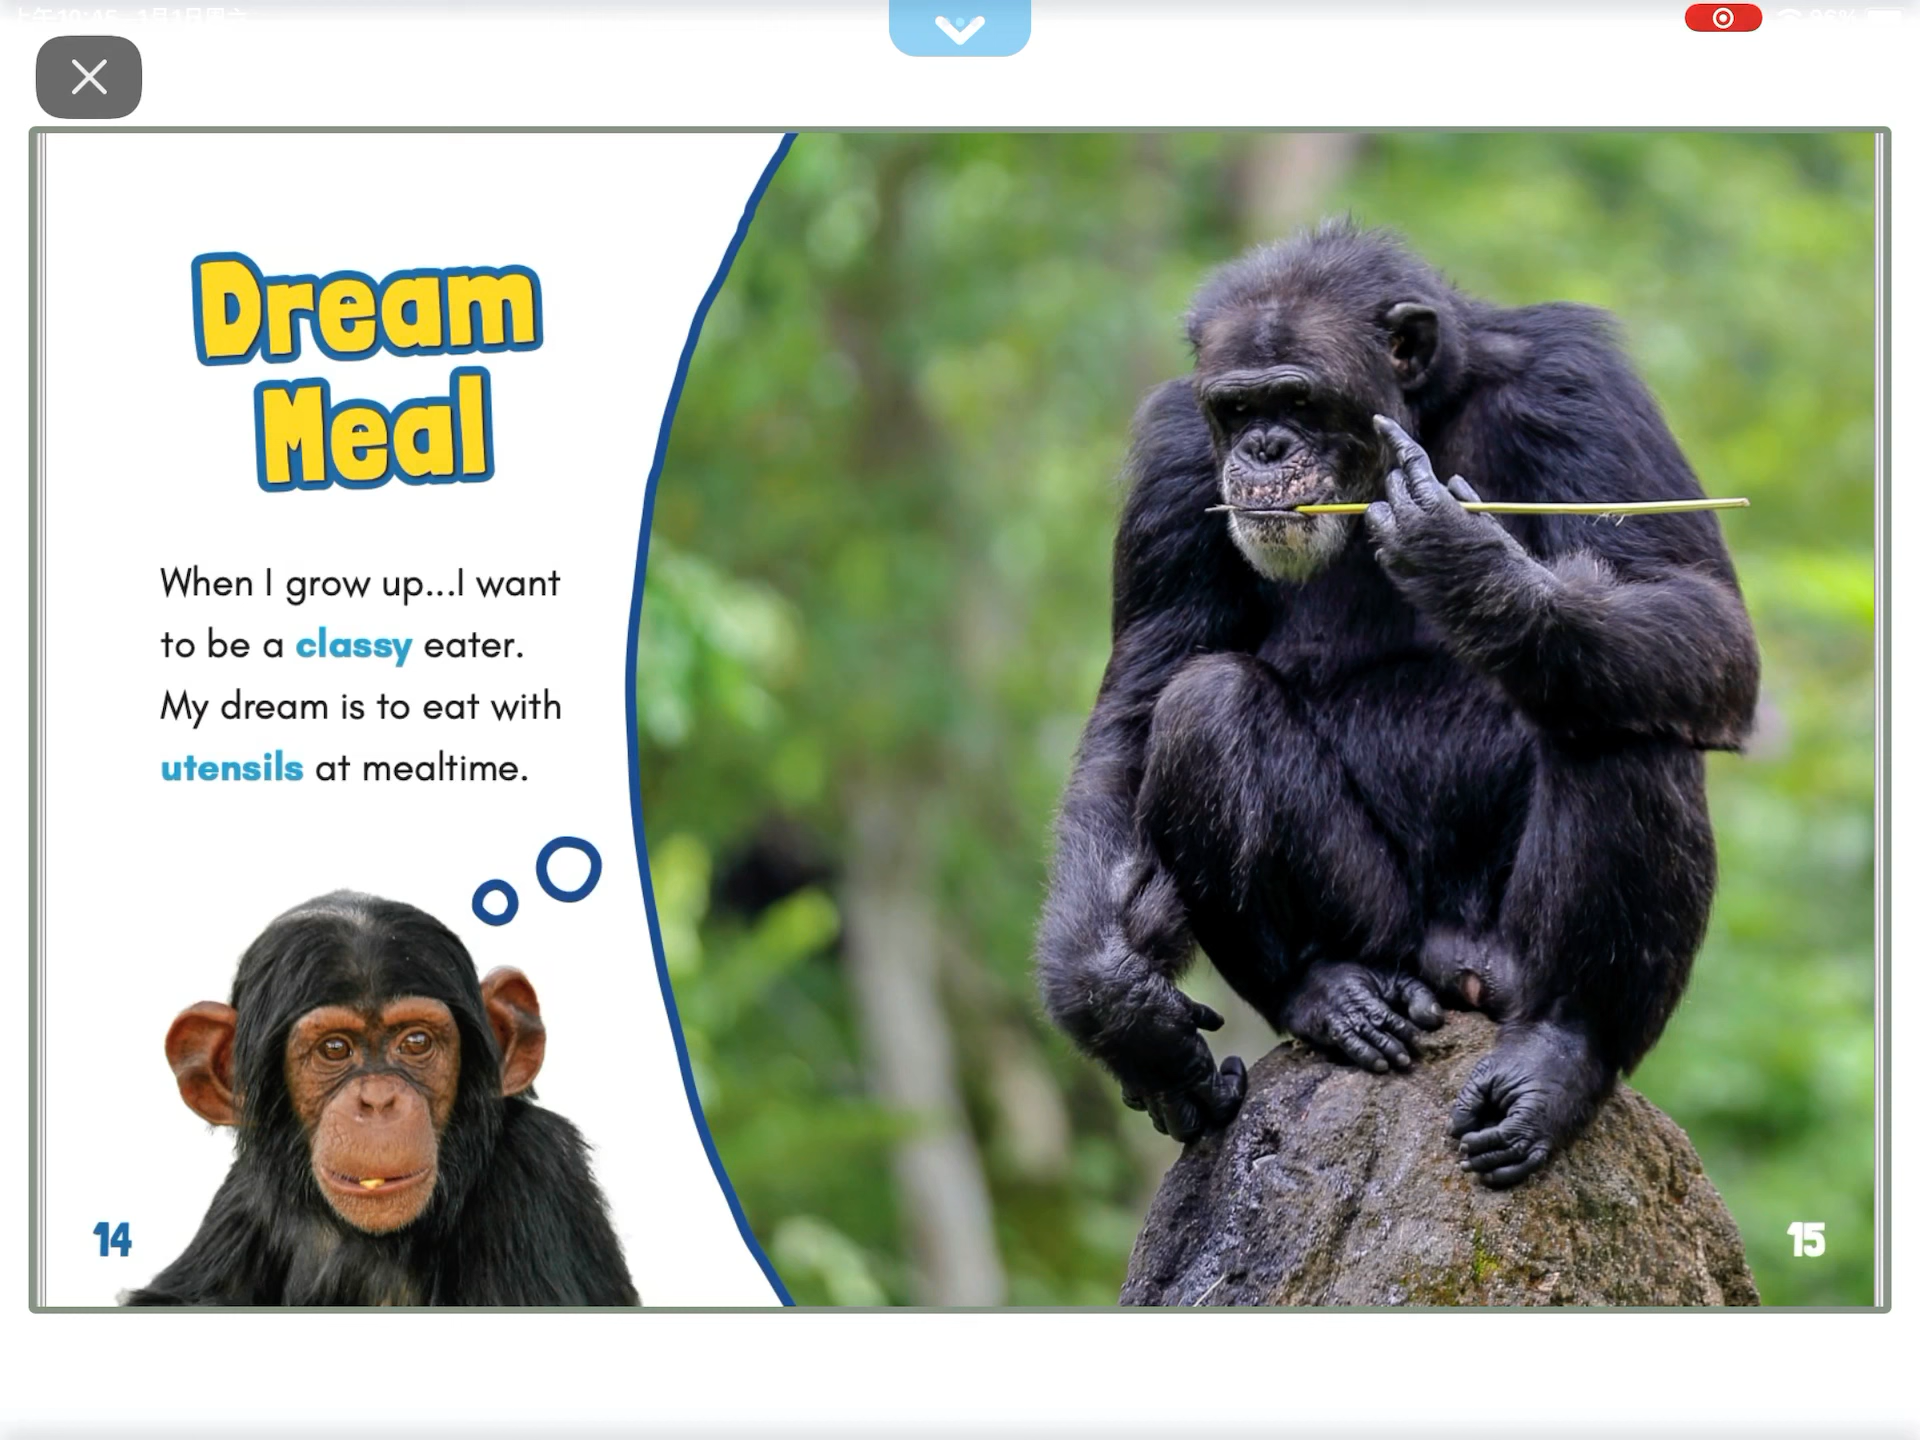 Dream
Meal
When I grow up...I want
to be a classy eater.
My dream is to eat with
utensils at mealtime.
14
15